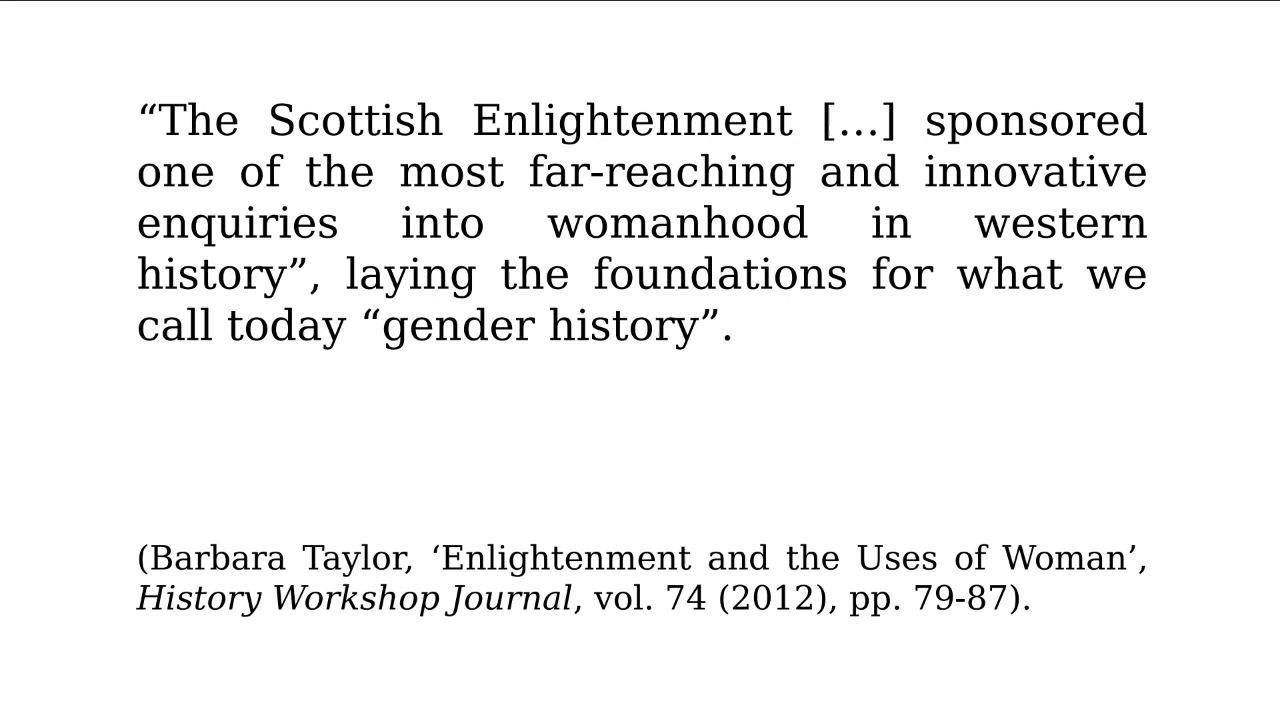 “The Scottish Enlightenment […] sponsored
one of the most far-reaching and innovative
enquiries into womanhood in western
history”, laying the foundations for what we
call today “gender history”.
(Barbara Taylor, ‘Enlightenment and the Uses of Woman’,
History Workshop Journal, vol. 74 (2012), pp. 79-87).